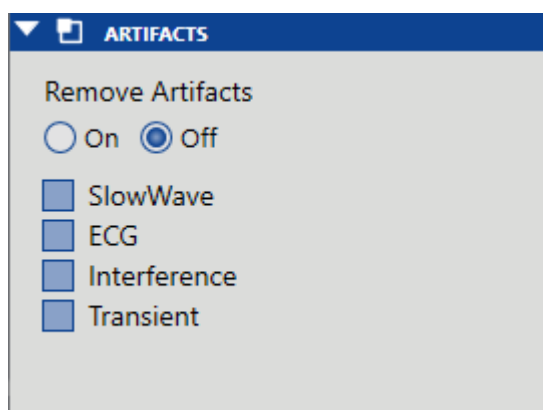 ARTIFACTS
Remove Artifacts
On Off
SlowWave
ECG
Interference
Transient